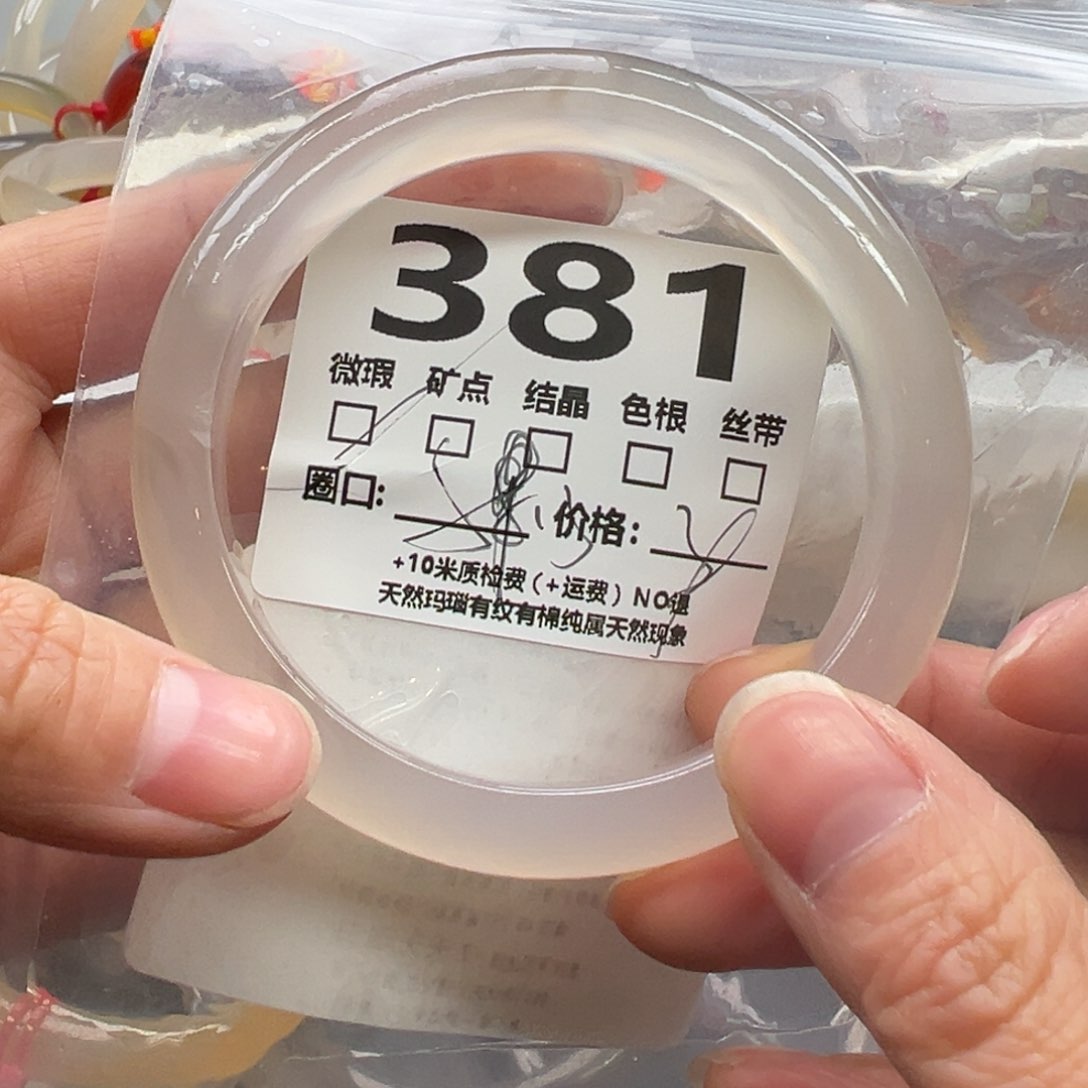 381
微瑕 矿点 结晶 色根 丝带
圈口: 价格:
+10米质检费(+运费) NO退
天然玛瑙有纹有棉纯属天然现象